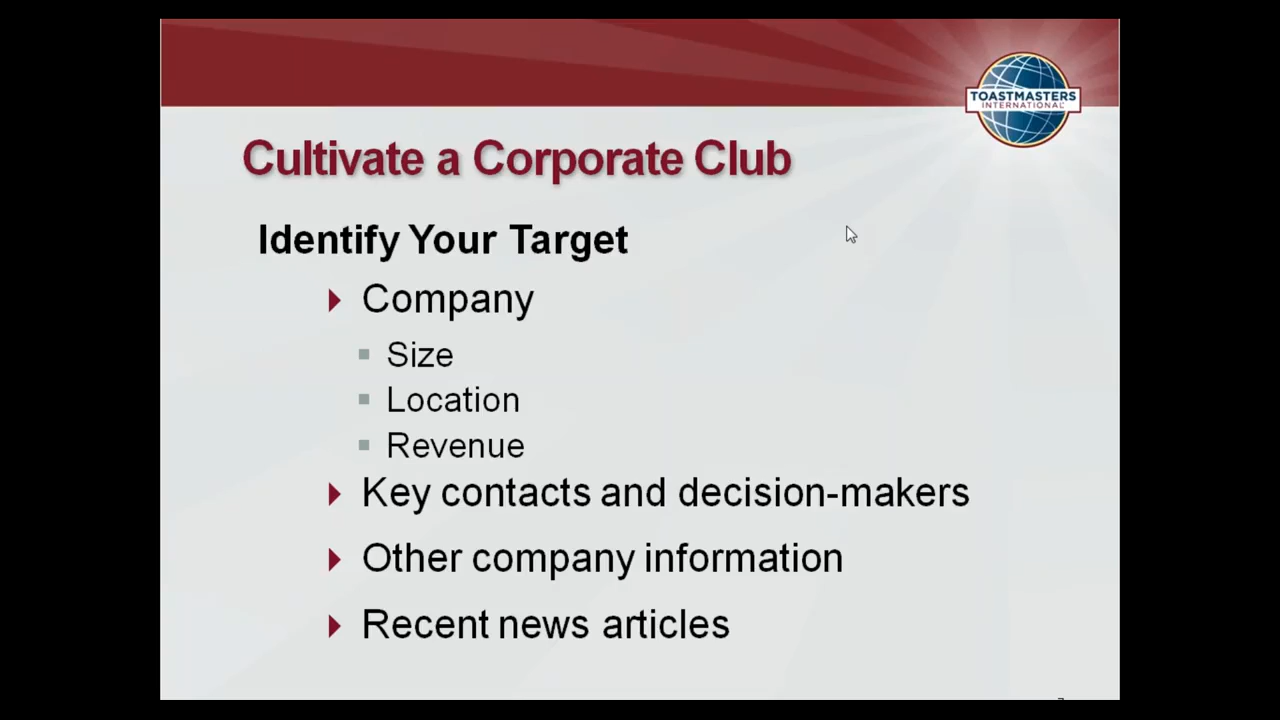 TOASTMASTERS
INTERNATIONAL
Cultivate a Corporate Club
Identify Your Target
Company
Size
Location
Revenue
Key contacts and decision-makers
Other company information
Recent news articles